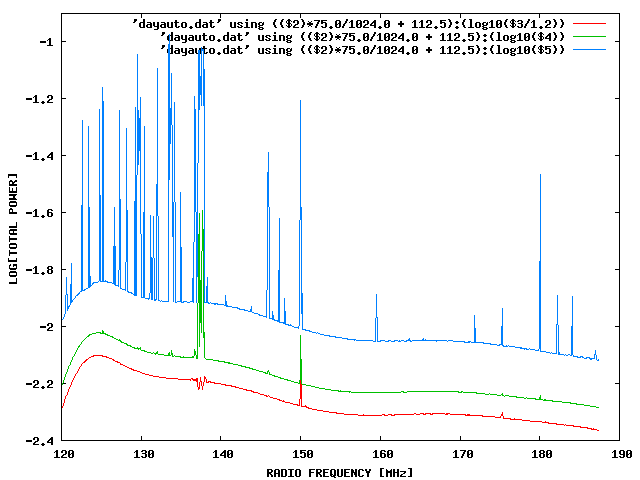 'dayauto.dat' using (($2)*75.0/1024.0 + 112.5):(log10($3/1.2))
'dayauto.dat' using (($2)*75.0/1024.0 + 112.5):(log10($4))
'dayauto.dat' using (($2)*75.0/1024.0 + 112.5):(log10($5))
-1
-1.2
-1.4
-1.6
-1.8
-2
-2.2
-2.4
LOG[TOTAL POWER]
120 130 140 150 160 170 180 190
RADIO FREQUENCY [MHz]